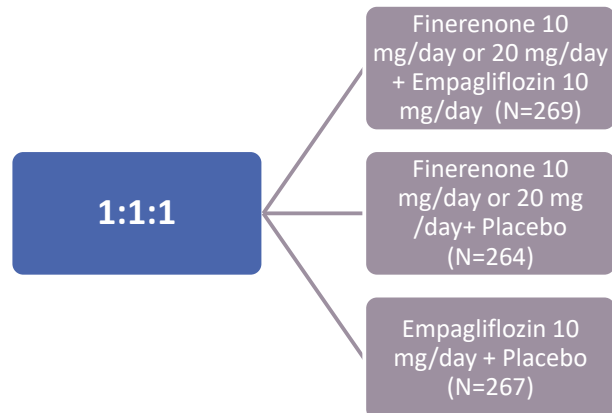 Finerenone 10
mg/day or 20 mg/day
+ Empagliflozin 10
mg/day (N=269)
1:1:1
Finerenone 10
mg/day or 20 mg
/day+ Placebo
(N=264)
Empagliflozin 10
mg/day + Placebo
(N=267)